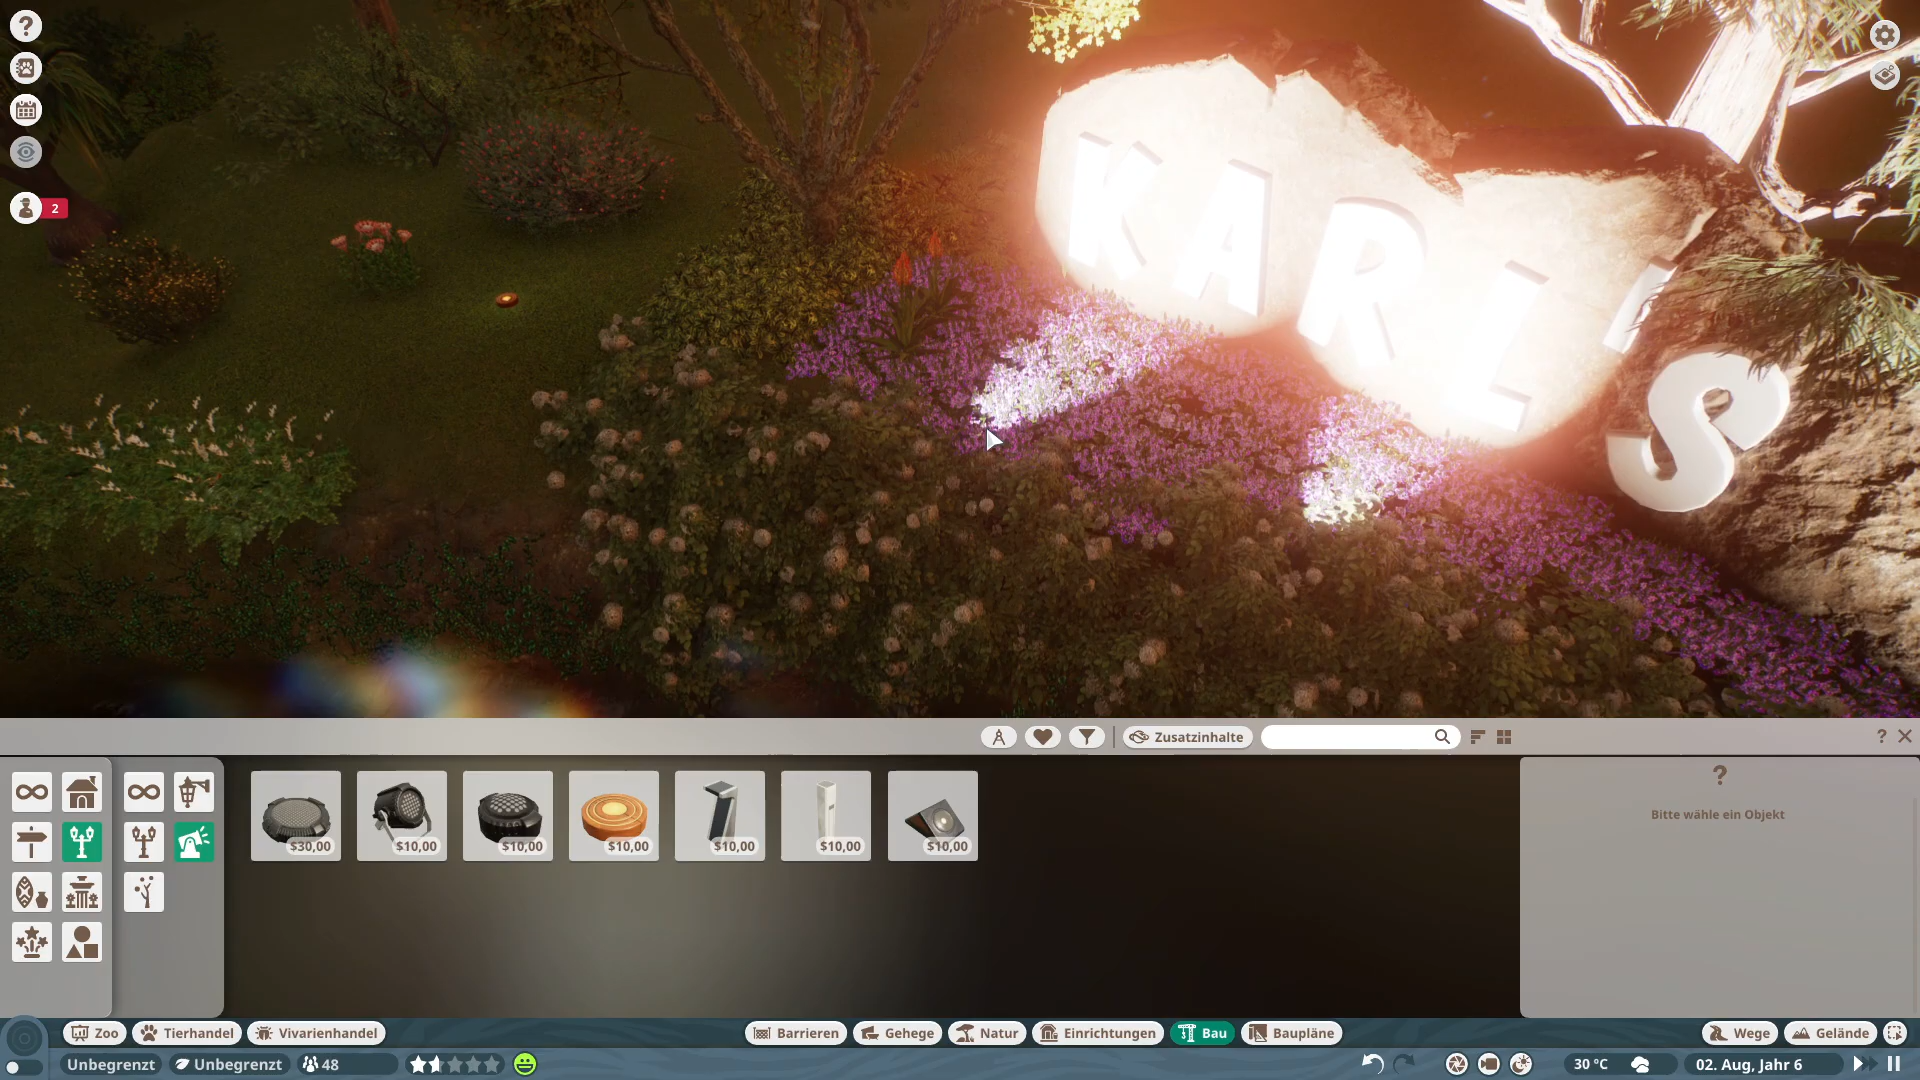 2
KARL'S
Zusatzinhalte
?
?
Bitte wähle ein Objekt
$30,00
$10,00
$10,00
$10,00
$10,00
$10,00
$10,00
Zoo
Tierhandel
Vivarienhandel
Barrieren
Gehege
Natur
Einrichtungen
Bau
Baupläne
Wege
Gelände
Unbegrenzt
Unbegrenzt
48
30 °C
02. Aug, Jahr 6